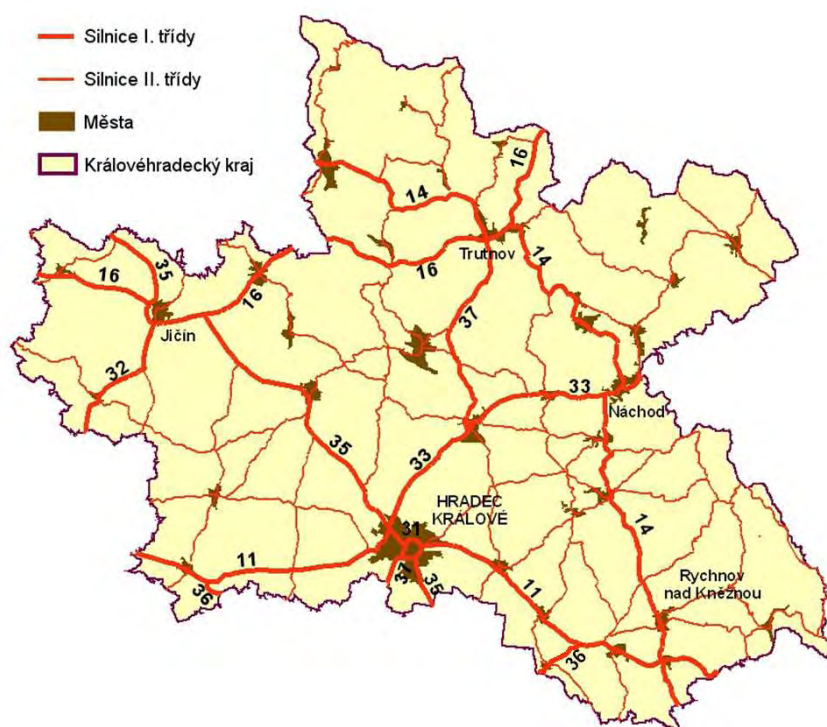 Silnice I. třídy
Silnice II. třídy
Města
Královéhradecký kraj
16
14
Trutnov
14
16
35
16
16
Jičín
37
32
33
Náchod
35
33
HRADEC
KRÁLOVÉ
31
14
11
37
35
36
11
Rychnov
nad Kněžnou
36